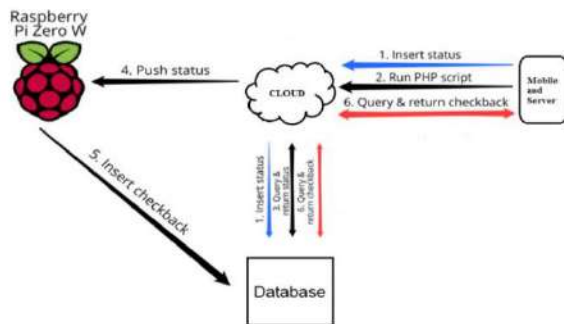 Raspberry
Pi Zero W
4. Push status
CLOUD
1. Insert status
2. Run PHP script
6. Query & return checkback
Mobile
and
Server
5. Insert checkback
1. Insert status
3. Query &
return status
6. Query &
return checkback
Database